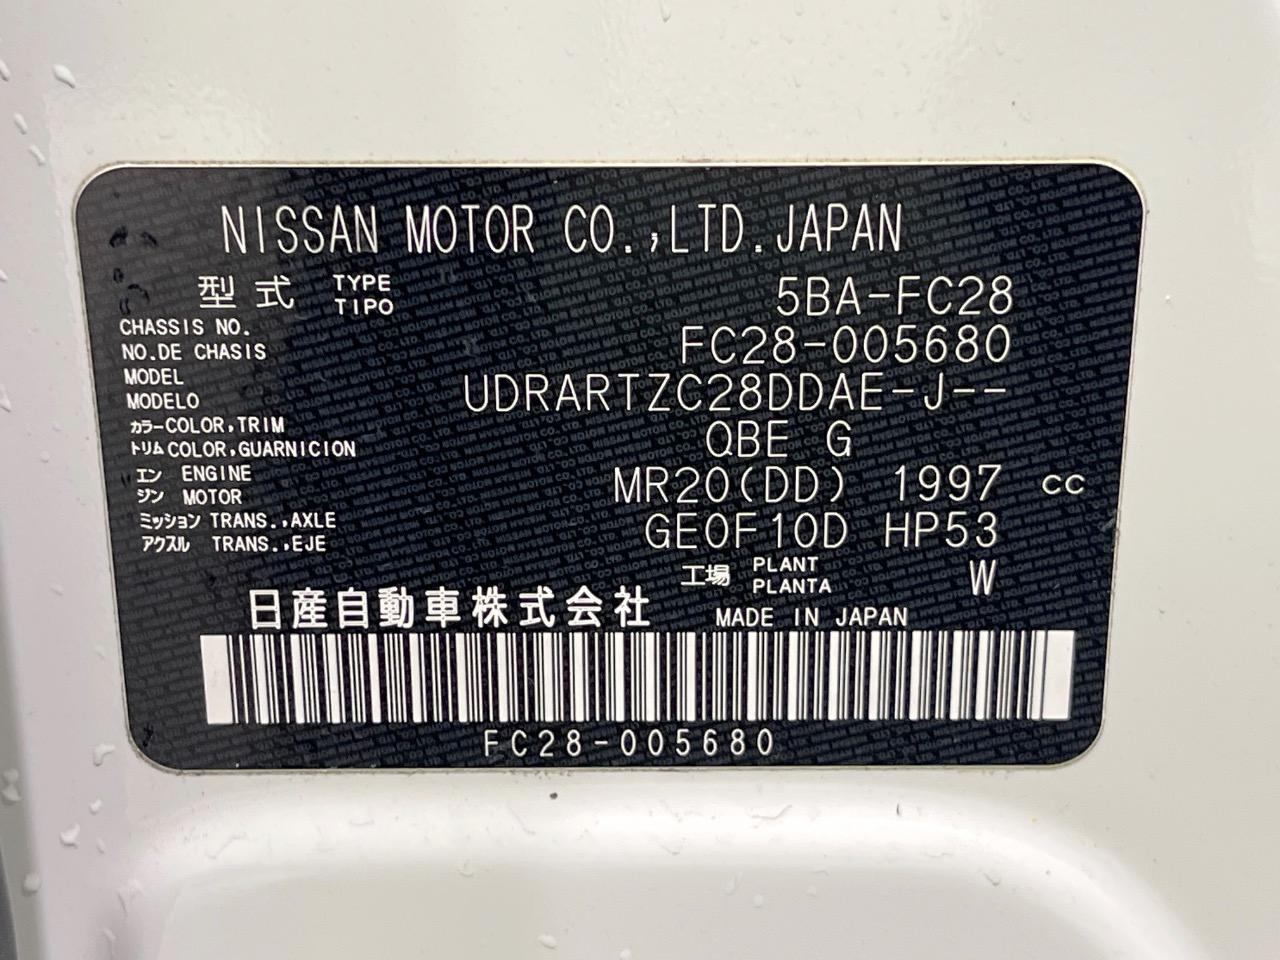 NISSAN MOTOR CO.,LTD.JAPAN
型式 TYPE TIPO 5BA-FC28
CHASSIS NO.
NO.DE CHASIS FC28-005680
MODEL
MODELO UDRARTZC28DDAE-J--
カラー COLOR,TRIM
トリム COLOR,GUARNICION QBE G
エンジン ENGINE MOTOR MR20(DD) 1997 cc
ミッション TRANS.,AXLE
アクスル TRANS.,EJE GE0F10D HP53
工場 PLANT PLANTA W
日産自動車株式会社 MADE IN JAPAN
FC28-005680